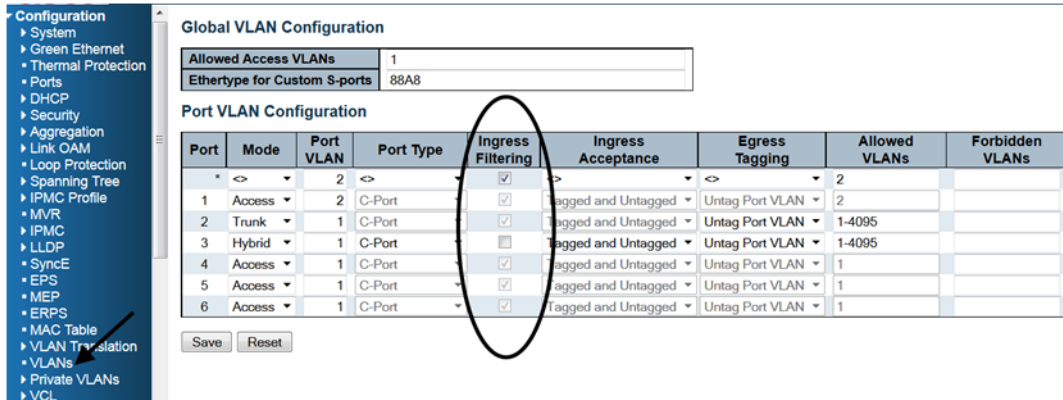 Configuration
System
Green Ethernet
Thermal Protection
Ports
DHCP
Security
Aggregation
Link OAM
Loop Protection
Spanning Tree
IPMC Profile
MVR
IPMC
LLDP
SyncE
EPS
MEP
ERPS
MAC Table
VLAN Translation
VLANs
Private VLANs
VCL
Global VLAN Configuration
Allowed Access VLANs 1
Ethertype for Custom S-ports 88A8
Port VLAN Configuration
Port Mode Port VLAN Port Type Ingress Filtering Ingress Acceptance Egress Tagging Allowed VLANs Forbidden VLANs
* <> 2 <> <> <> 2
1 Access 2 C-Port Tagged and Untagged Untag Port VLAN 2
2 Trunk 1 C-Port Tagged and Untagged Untag Port VLAN 1-4095
3 Hybrid 1 C-Port Tagged and Untagged Untag Port VLAN 1-4095
4 Access 1 C-Port Tagged and Untagged Untag Port VLAN 1
5 Access 1 C-Port Tagged and Untagged Untag Port VLAN 1
6 Access 1 C-Port Tagged and Untagged Untag Port VLAN 1
Save Reset